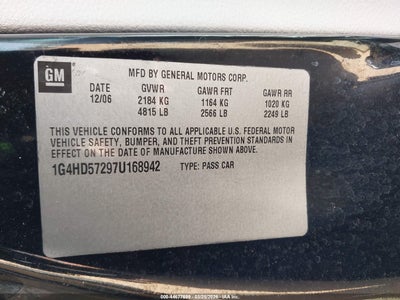 GM
MFD BY GENERAL MOTORS CORP.
DATE GVWR GAWR FRT GAWR RR
12/06 2184 KG 1164 KG 1020 KG
4815 LB 2566 LB 2249 LB
THIS VEHICLE CONFORMS TO ALL APPLICABLE U.S. FEDERAL MOTOR
VEHICLE SAFETY, BUMPER, AND THEFT PREVENTION STANDARDS
IN EFFECT ON THE DATE OF MANUFACTURE SHOWN ABOVE.
1G4HD57297U168942 TYPE: PASS CAR